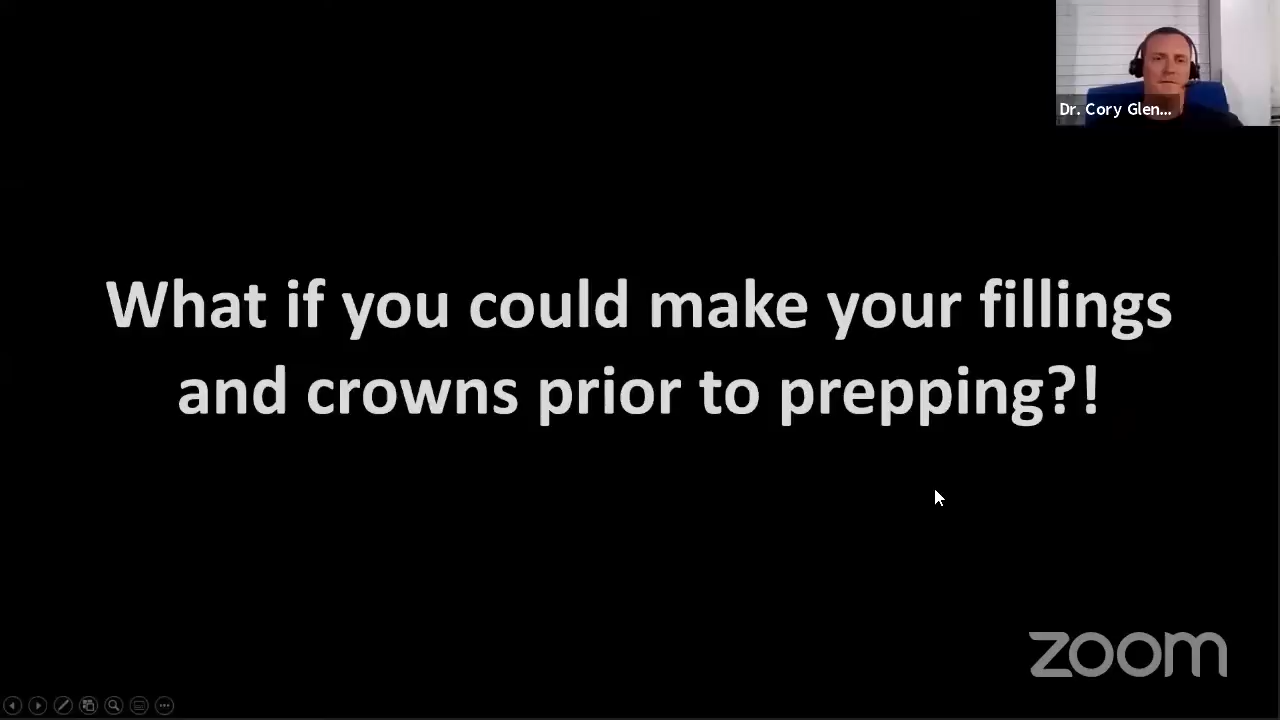 Dr. Cory Glen...
What if you could make your fillings
and crowns prior to prepping?!
zoom